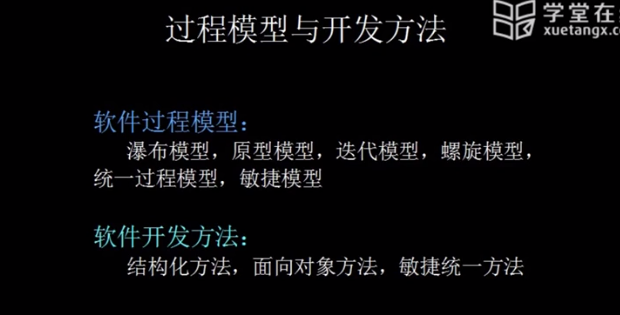 过程模型与开发方法
学堂在
xuetangx.co
软件过程模型：
瀑布模型，原型模型，迭代模型，螺旋模型，
统一过程模型，敏捷模型
软件开发方法：
结构化方法，面向对象方法，敏捷统一方法